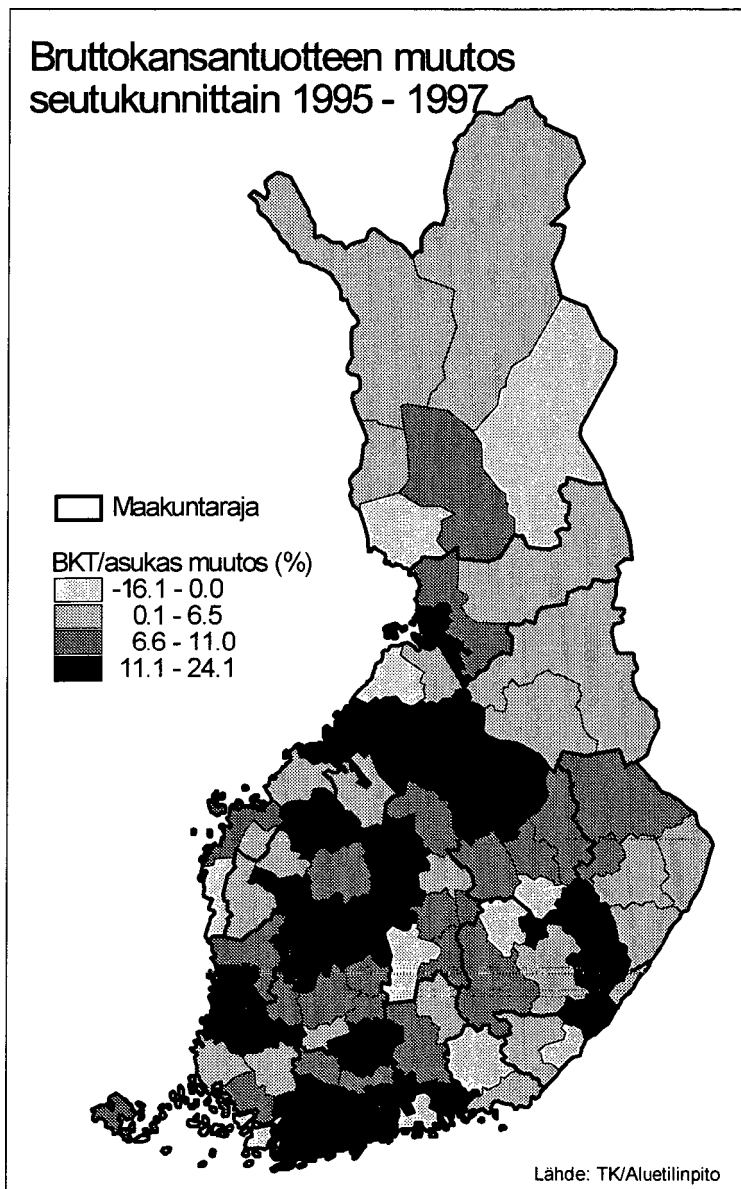 Bruttokansantuotteen muutos
seutukunnittain 1995 - 1997
Maakuntaraja
BKT/asukas muutos (%)
-16.1 - 0.0
0.1 - 6.5
6.6 - 11.0
11.1 - 24.1
Lähde: TK/Aluetilinpito